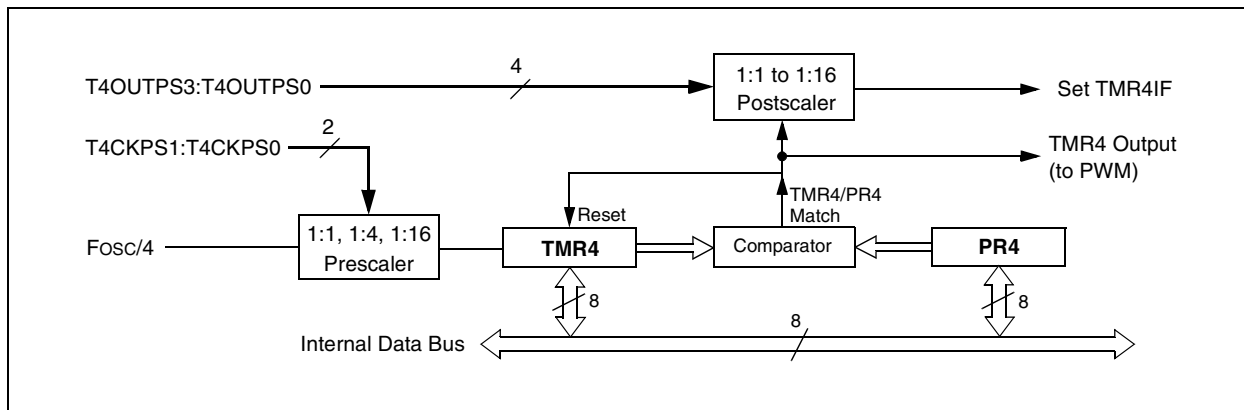 4
T4OUTPS3:T4OUTPS0
1:1 to 1:16
Postscaler
Set TMR4IF
2
T4CKPS1:T4CKPS0
TMR4 Output
(to PWM)
TMR4/PR4
Match
Reset
1:1, 1:4, 1:16
Prescaler
FOSC/4
TMR4
Comparator
PR4
8
8
8
Internal Data Bus